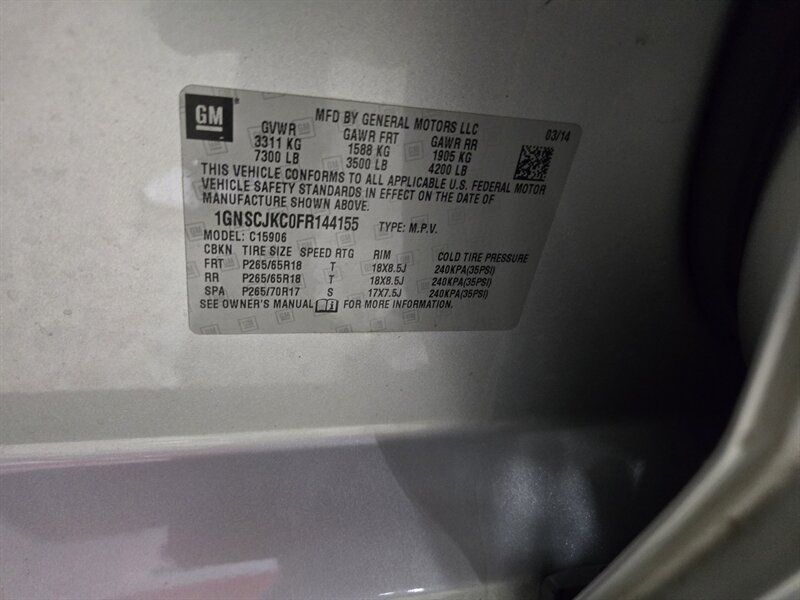 GM
MFD BY GENERAL MOTORS LLC 03/14
GVWR GAWR FRT GAWR RR
3311 KG 1588 KG 1905 KG
7300 LB 3500 LB 4200 LB
THIS VEHICLE CONFORMS TO ALL APPLICABLE U.S. FEDERAL MOTOR
VEHICLE SAFETY STANDARDS IN EFFECT ON THE DATE OF
MANUFACTURE SHOWN ABOVE.
1GNSCJKC0FR144155 TYPE: M.P.V.
MODEL: C15906
CBKN TIRE SIZE SPEED RTG RIM COLD TIRE PRESSURE
FRT P265/65R18 T 18X8.5J 240KPA(35PSI)
RR P265/65R18 T 18X8.5J 240KPA(35PSI)
SPA P265/70R17 S 17X7.5J 240KPA(35PSI)
SEE OWNER'S MANUAL FOR MORE INFORMATION.